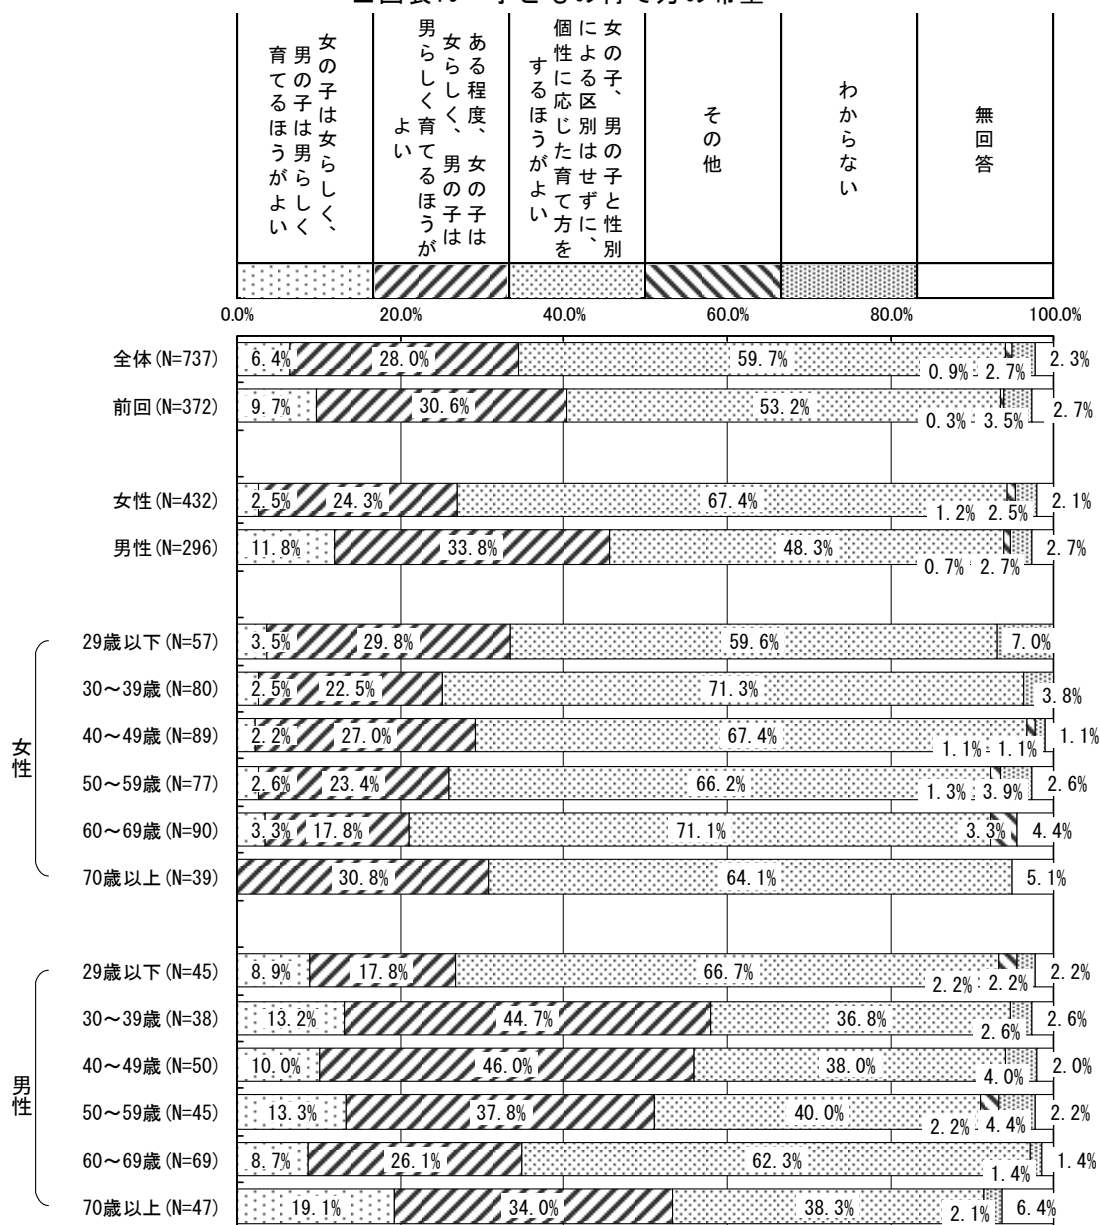 女の子は女らしく、
男の子は男らしく
育てるほうがよい
ある程度、女の子は
女らしく、男の子は
男らしく育てるほうが
よい
女の子、男の子と性別
による区別はせずに、
個性に応じた育て方を
するほうがよい
その他
わからない
無回答
0.0% 20.0% 40.0% 60.0% 80.0% 100.0%
全体(N=737) 6.4% 28.0% 59.7% 0.9% 2.7% 2.3%
前回(N=372) 9.7% 30.6% 53.2% 0.3% 3.5% 2.7%
女性(N=432) 2.5% 24.3% 67.4% 1.2% 2.5% 2.1%
男性(N=296) 11.8% 33.8% 48.3% 0.7% 2.7% 2.7%
女性
29歳以下(N=57) 3.5% 29.8% 59.6% 7.0%
30～39歳(N=80) 2.5% 22.5% 71.3% 3.8%
40～49歳(N=89) 2.2% 27.0% 67.4% 1.1% 1.1% 1.1%
50～59歳(N=77) 2.6% 23.4% 66.2% 1.3% 3.9% 2.6%
60～69歳(N=90) 3.3% 17.8% 71.1% 3.3% 4.4%
70歳以上(N=39) 30.8% 64.1% 5.1%
男性
29歳以下(N=45) 8.9% 17.8% 66.7% 2.2% 2.2% 2.2%
30～39歳(N=38) 13.2% 44.7% 36.8% 2.6% 2.6%
40～49歳(N=50) 10.0% 46.0% 38.0% 4.0% 2.0%
50～59歳(N=45) 13.3% 37.8% 40.0% 2.2% 4.4% 2.2%
60～69歳(N=69) 8.7% 26.1% 62.3% 1.4% 1.4%
70歳以上(N=47) 19.1% 34.0% 38.3% 2.1% 6.4%